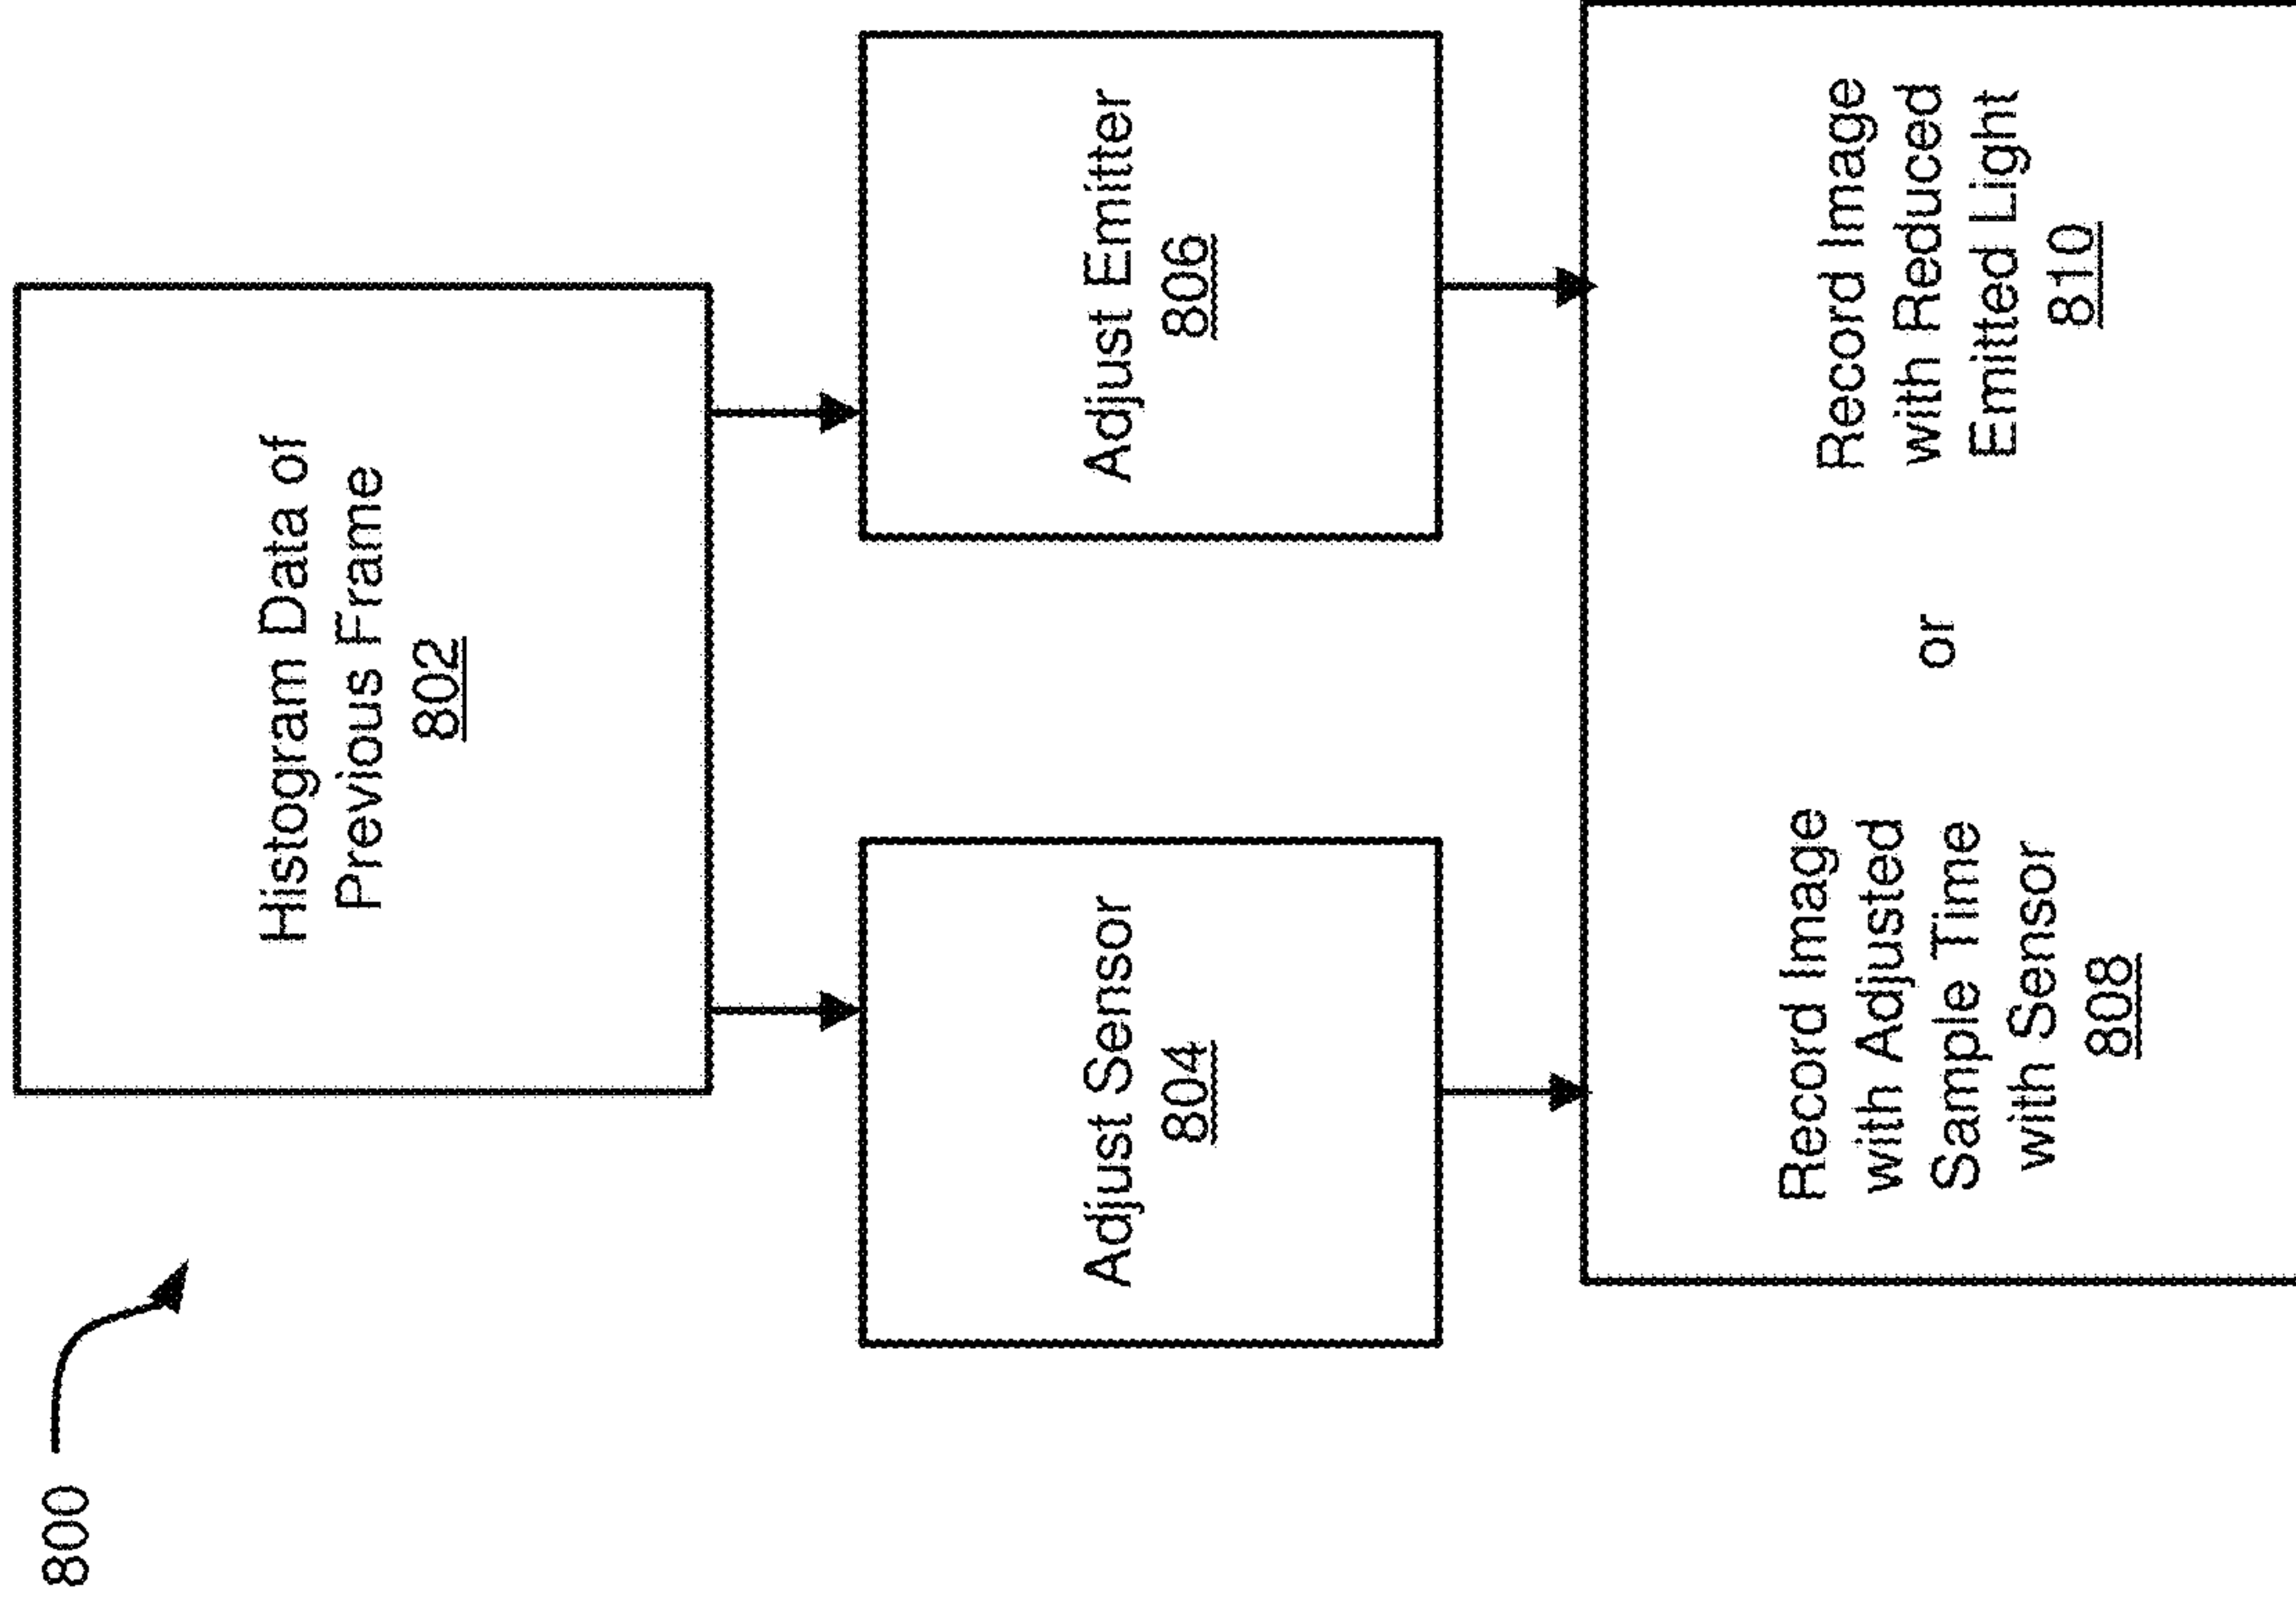 800
Histogram Data of
Previous Frame
802
Adjust Sensor
804
Adjust Emitter
806
Record Image
with Adjusted
Sample Time
with Sensor
808
or
Record Image
with Reduced
Emitted Light
810